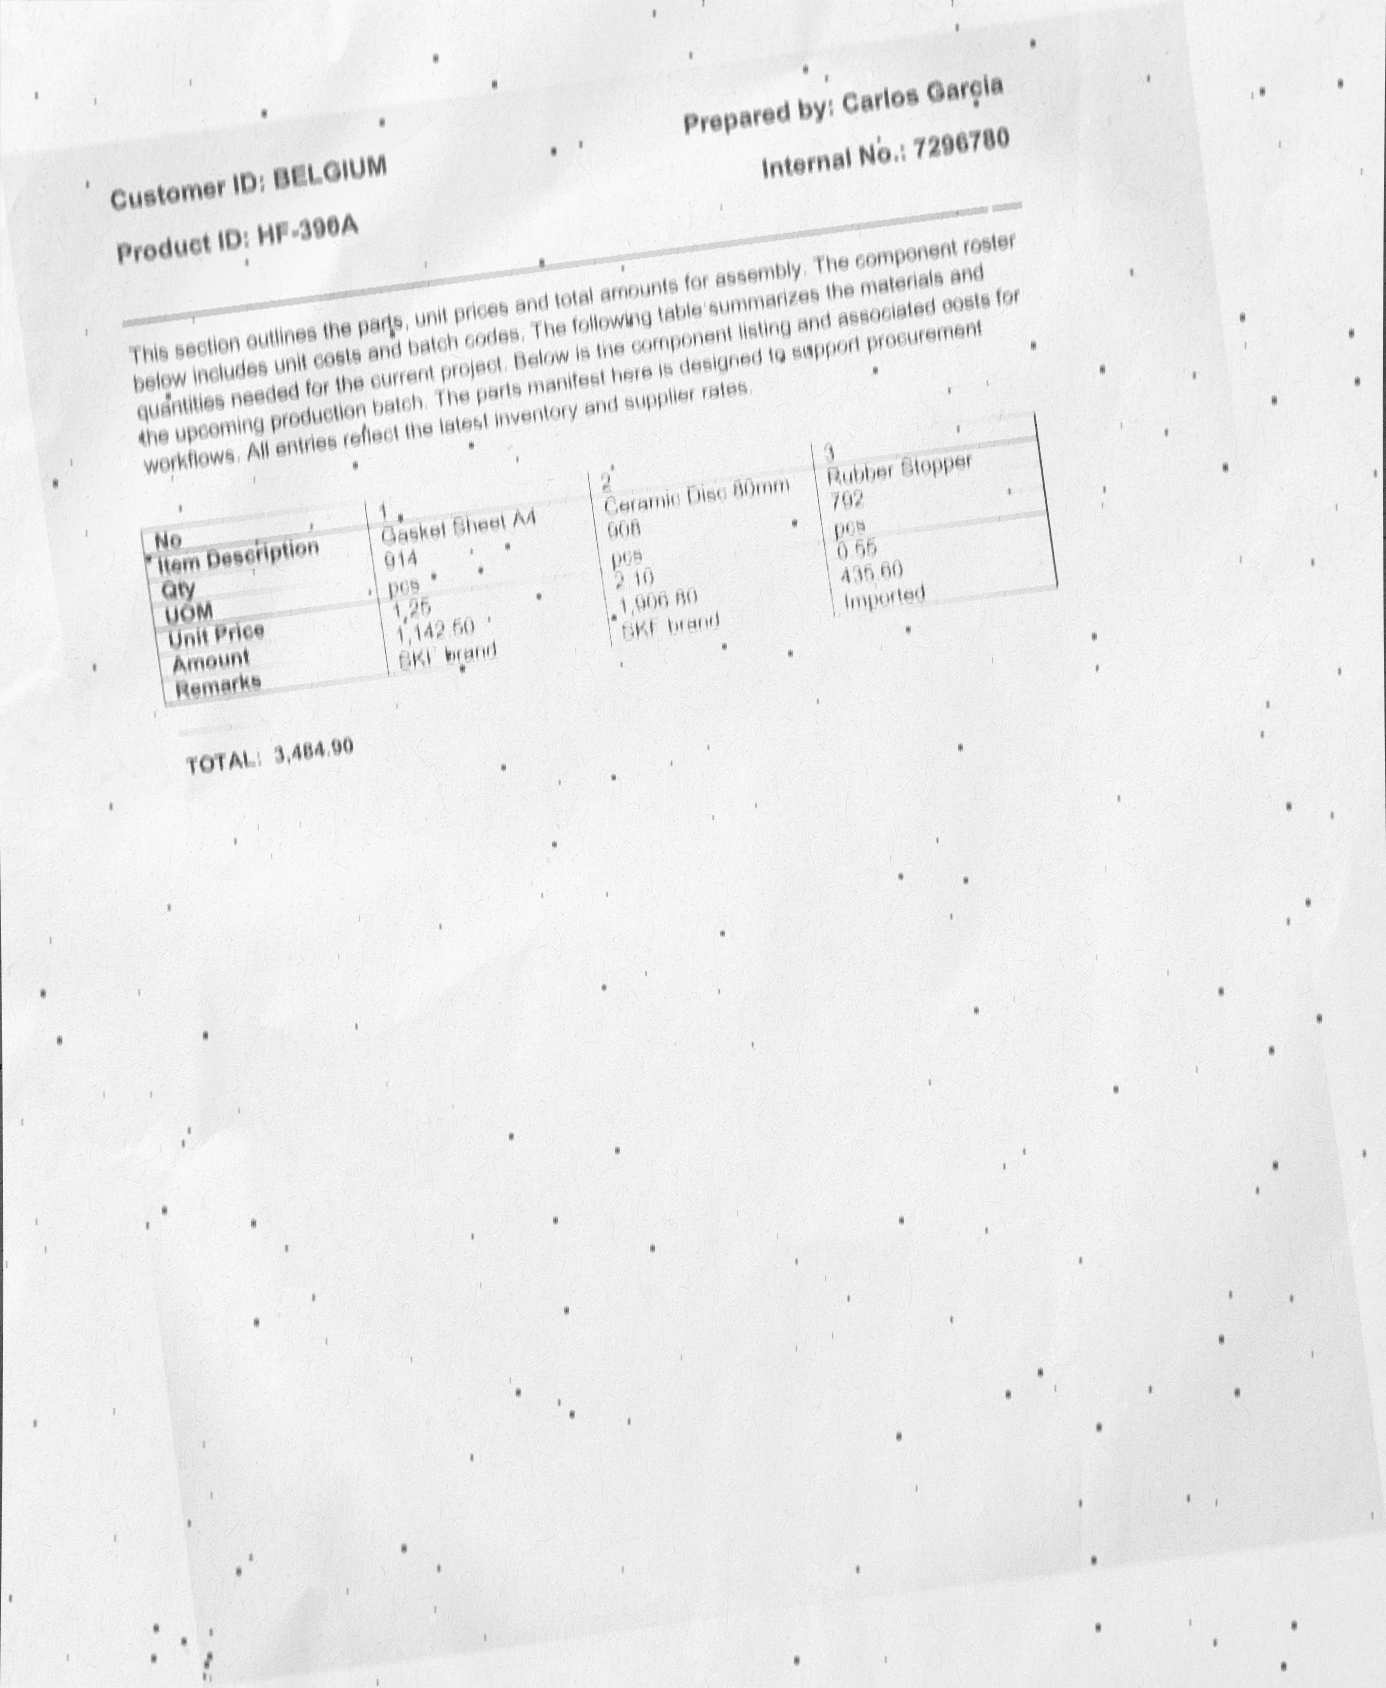 Customer ID: BELGIUM
Prepared by: Carlos Garcia
Product ID: HF-390A
Internal No.: 7296780
This section outlines the parts, unit prices and total amounts for assembly. The component roster
below includes unit costs and batch codes. The following table summarizes the materials and
quantities needed for the current project. Below is the component listing and associated costs for
the upcoming production batch. The parts manifest here is designed to support procurement
workflows. All entries reflect the latest inventory and supplier rates.
No 1 2 3
Item Description Gasket Sheet A4 Ceramic Disc 80mm Rubber Stopper
Qty 914 908 792
UOM pcs pcs pcs
Unit Price 1.25 2.10 0.55
Amount 1,142.50 1,906.80 435.60
Remarks SKF brand SKF brand Imported
TOTAL: 3,484.90